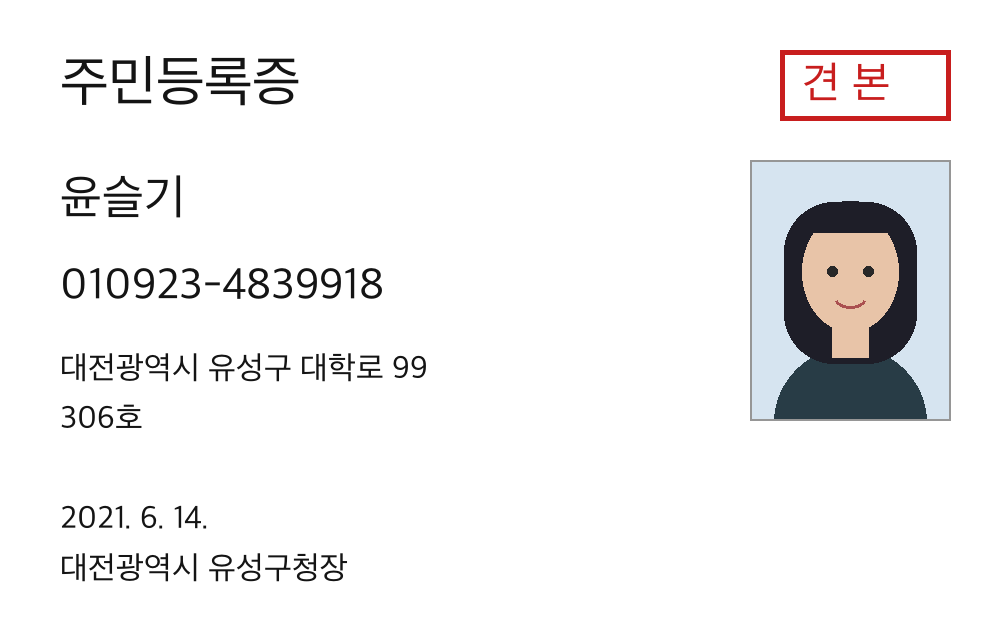 주민등록증
견본
윤슬기
010923-4839918
대전광역시 유성구 대학로 99
306호
2021. 6. 14.
대전광역시 유성구청장